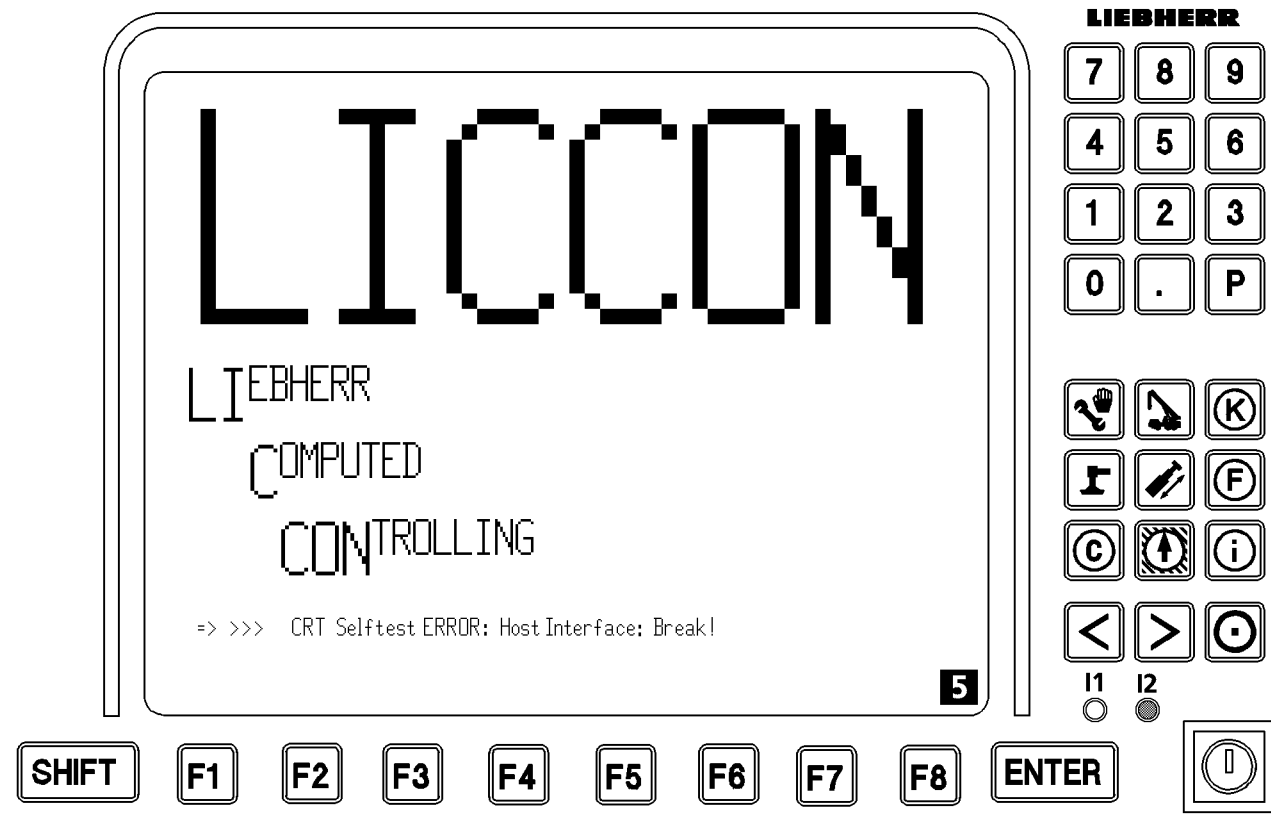 LIEBHERR
LICCON
LIEBHERR
COMPUTED
CONTROLLING
=> >>> CRT Selftest ERROR: Host Interface: Break!
5
7 8 9
4 5 6
1 2 3
0 . P
K
F
C i
< >
I1 I2
SHIFT F1 F2 F3 F4 F5 F6 F7 F8 ENTER